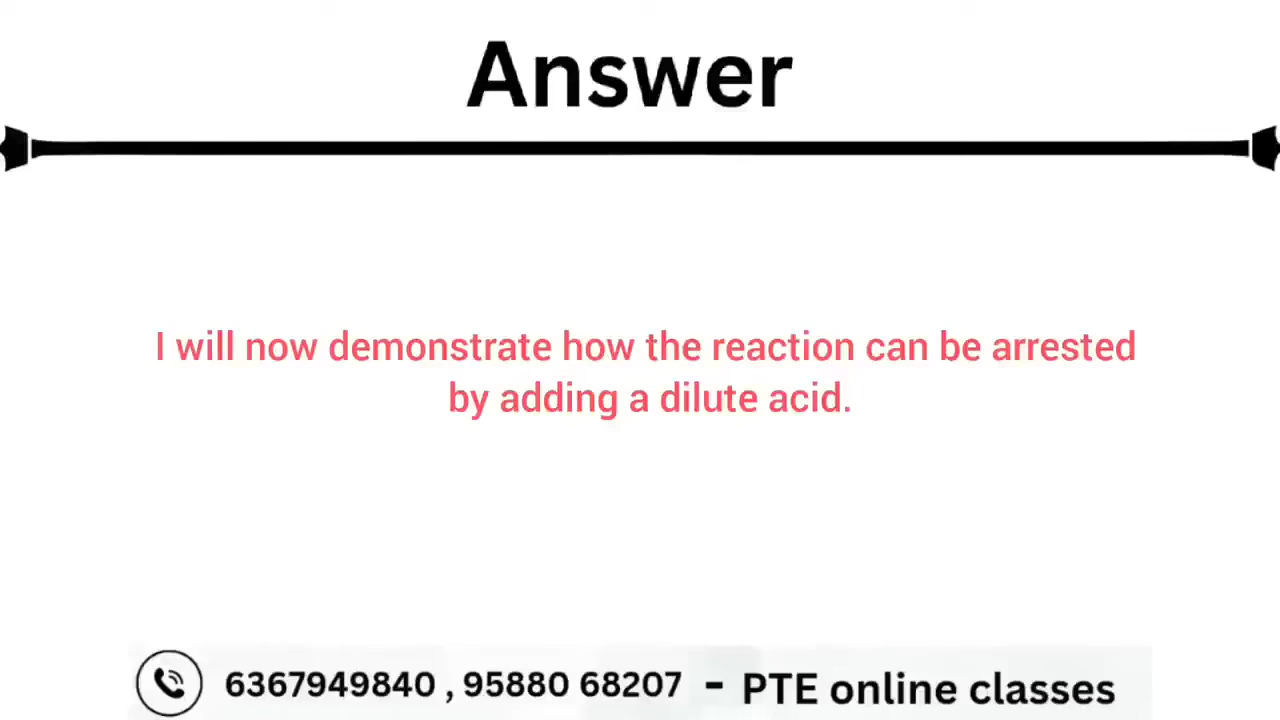 Answer
I will now demonstrate how the reaction can be arrested
by adding a dilute acid.
6367949840 , 95880 68207 - PTE online classes